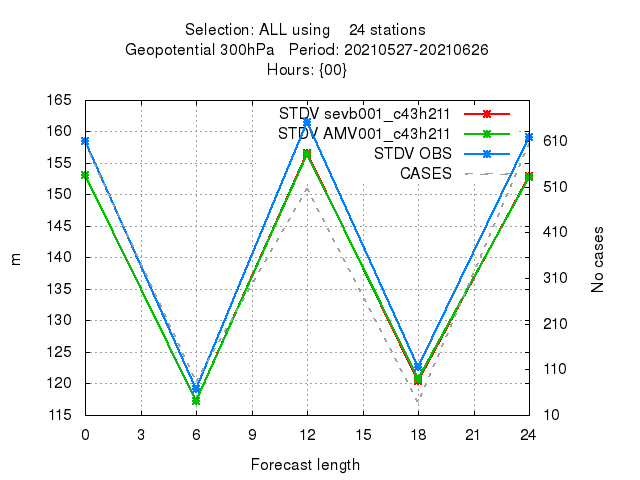 Selection: ALL using    24 stations
Geopotential 300hPa   Period: 20210527-20210626
Hours: {00}
STDV sevb001_c43h211
STDV AMV001_c43h211
STDV OBS
CASES
165
160
155
150
145
140
135
130
125
120
115
m
610
510
410
310
210
110
10
No cases
0 3 6 9 12 15 18 21 24
Forecast length